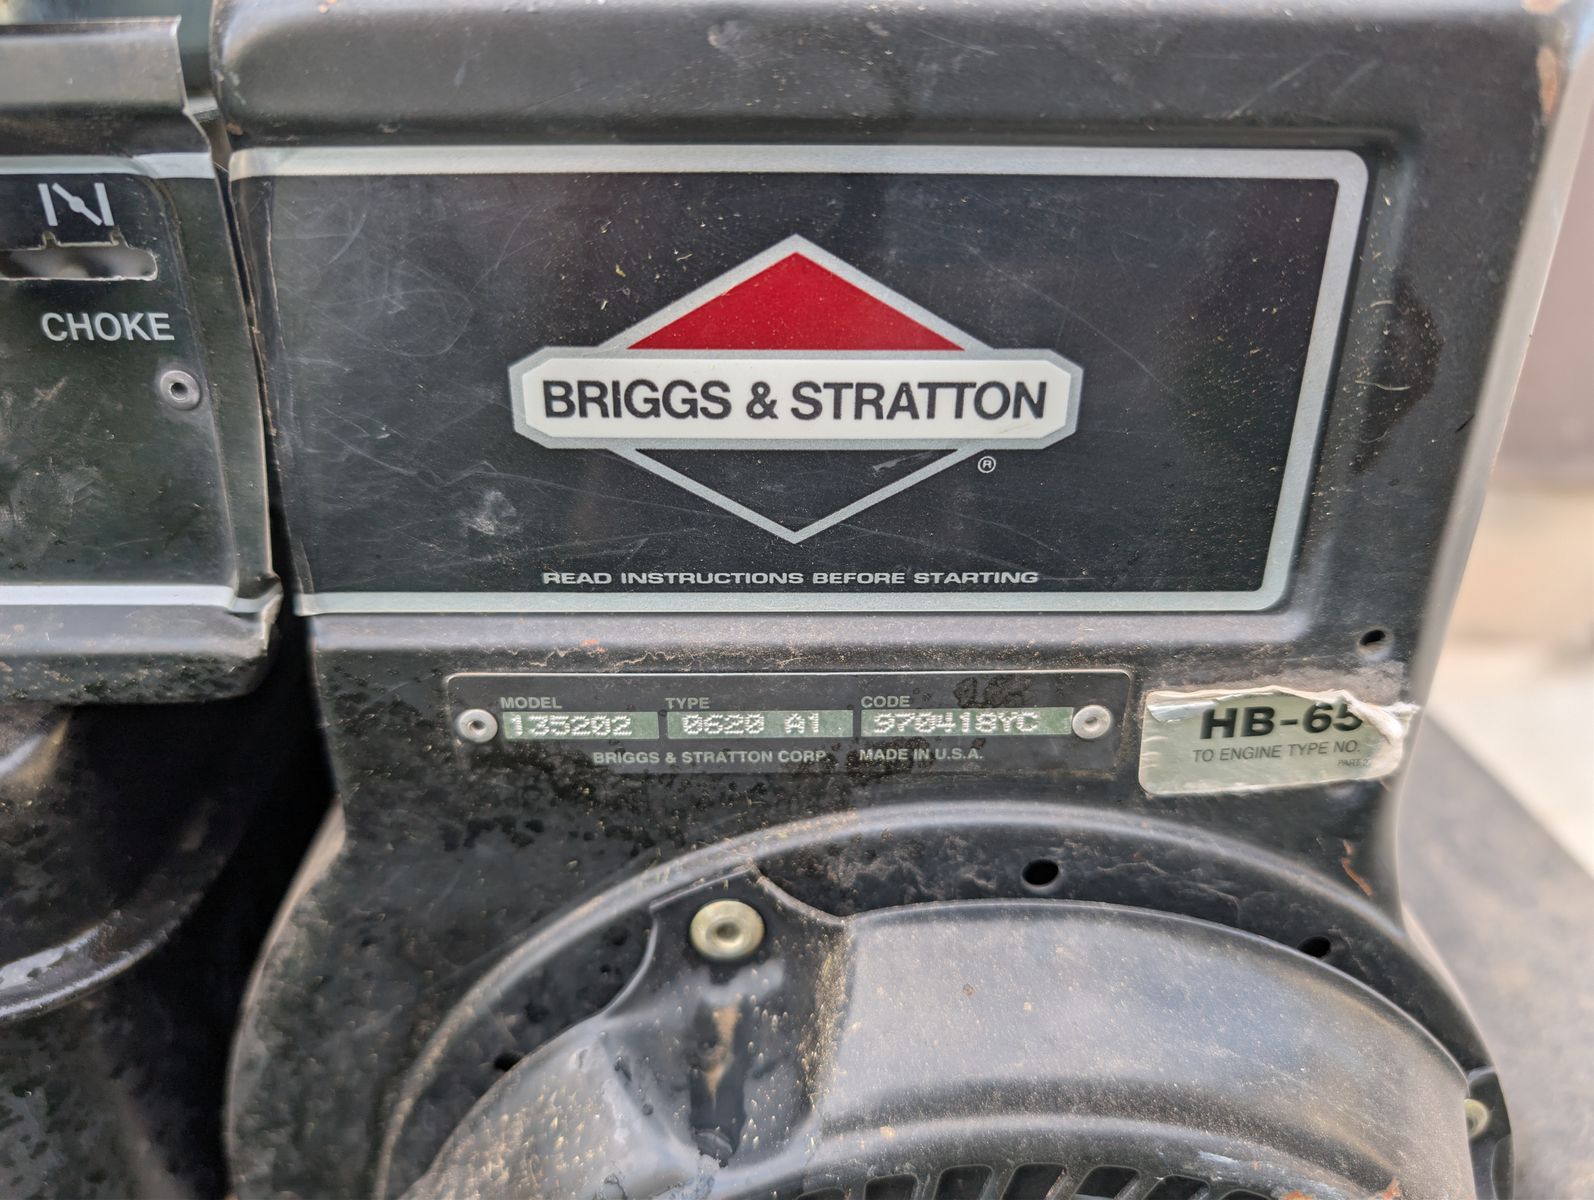 CHOKE
BRIGGS & STRATTON
®
READ INSTRUCTIONS BEFORE STARTING
MODEL TYPE CODE
135202 0620 A1 970418YC
BRIGGS & STRATTON CORP. MADE IN U.S.A.
HB-65
TO ENGINE TYPE NO.